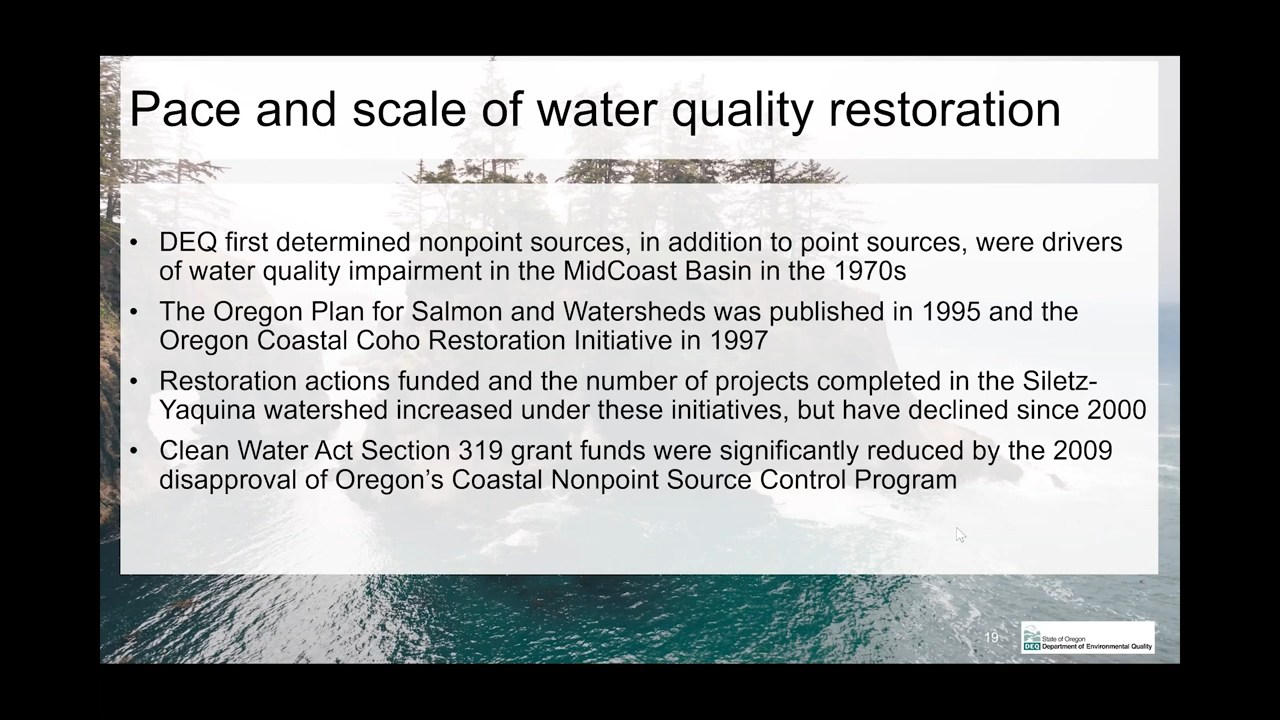 Pace and scale of water quality restoration
• DEQ first determined nonpoint sources, in addition to point sources, were drivers
of water quality impairment in the MidCoast Basin in the 1970s
• The Oregon Plan for Salmon and Watersheds was published in 1995 and the
Oregon Coastal Coho Restoration Initiative in 1997
• Restoration actions funded and the number of projects completed in the Siletz-
Yaquina watershed increased under these initiatives, but have declined since 2000
• Clean Water Act Section 319 grant funds were significantly reduced by the 2009
disapproval of Oregon's Coastal Nonpoint Source Control Program
19
State of Oregon
DEQ Department of Environmental Quality